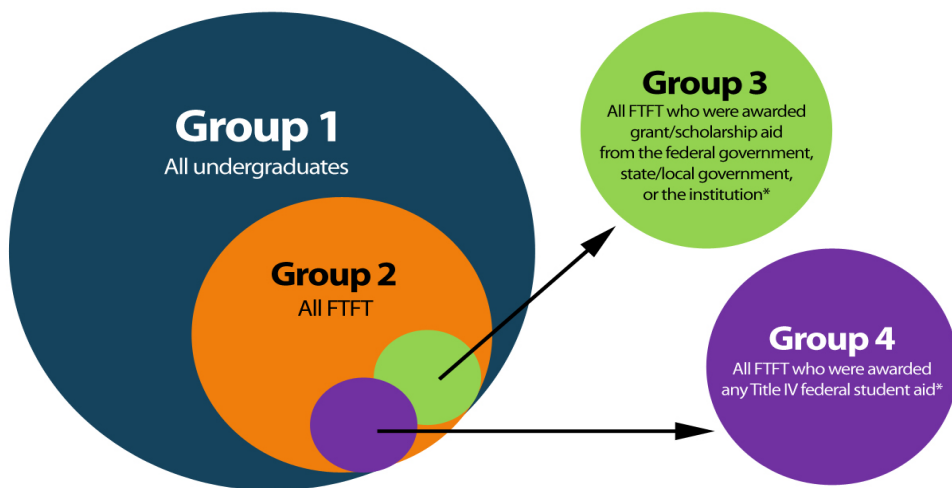 Group 1
All undergraduates
Group 2
All FTFT
Group 3
All FTFT who were awarded
grant/scholarship aid
from the federal government,
state/local government,
or the institution*
Group 4
All FTFT who were awarded
any Title IV federal student aid*